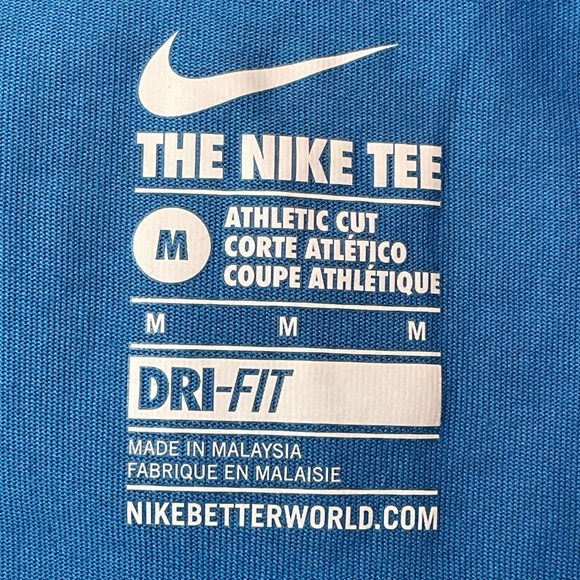 THE NIKE TEE
M
ATHLETIC CUT
CORTE ATLÉTICO
COUPE ATHLÉTIQUE
M M M
DRI-FIT
MADE IN MALAYSIA
FABRIQUE EN MALAISIE
NIKEBETTERWORLD.COM